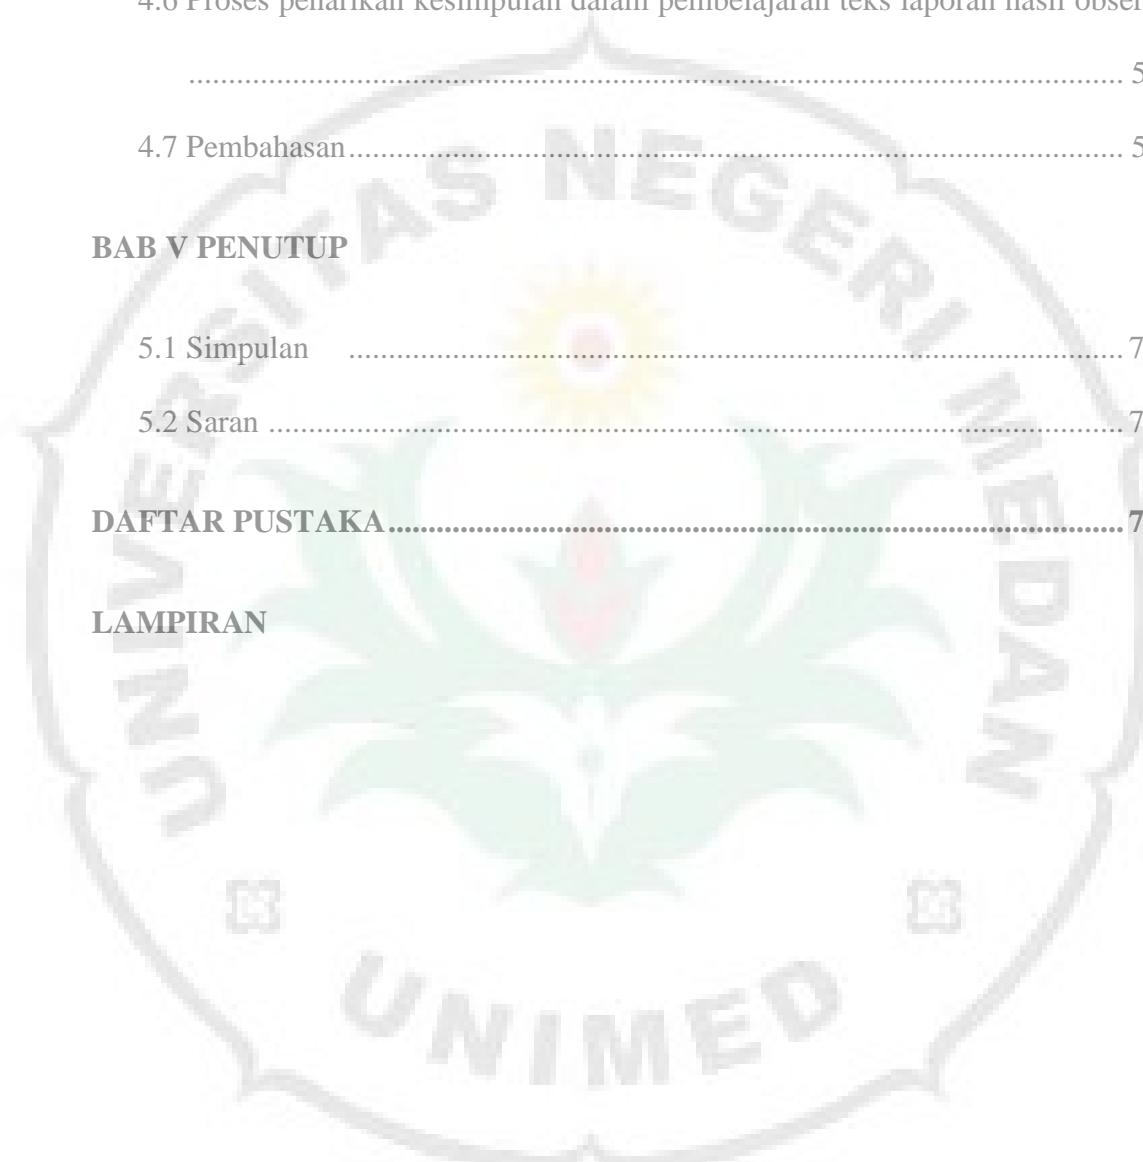 4.6 Proses penarikan kesimpulan dalam pembelajaran teks laporan hasil obser
........................................................................................................................ 5
4.7 Pembahasan.................................................................................................... 5
BAB V PENUTUP
5.1 Simpulan .................................................................................................... 7
5.2 Saran .............................................................................................................. 7
DAFTAR PUSTAKA.............................................................................................. 7
LAMPIRAN
UNIVERSITAS NEGERI MEDAN
UNIMED